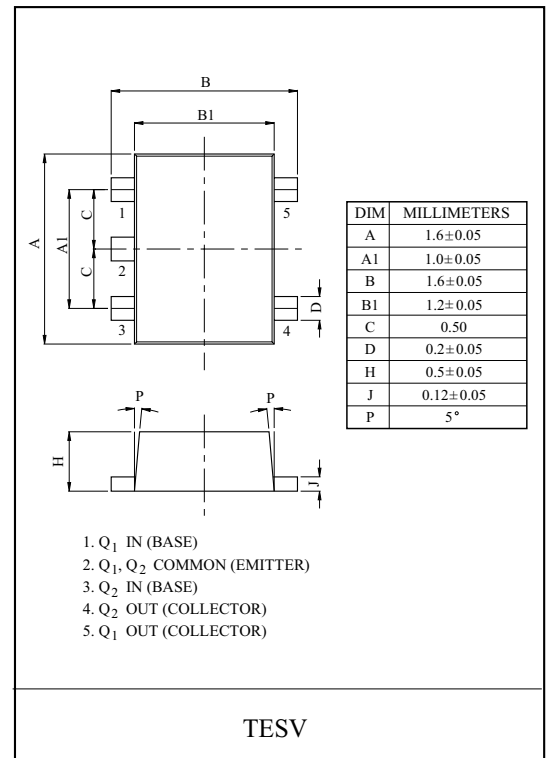 B
B1
1
5
C
A
A1
2
C
D
3
4
DIM MILLIMETERS
A 1.6±0.05
A1 1.0±0.05
B 1.6±0.05
B1 1.2±0.05
C 0.50
D 0.2±0.05
H 0.5±0.05
J 0.12±0.05
P 5°
P P
H
J
1. Q1 IN (BASE)
2. Q1, Q2 COMMON (EMITTER)
3. Q2 IN (BASE)
4. Q2 OUT (COLLECTOR)
5. Q1 OUT (COLLECTOR)
TESV